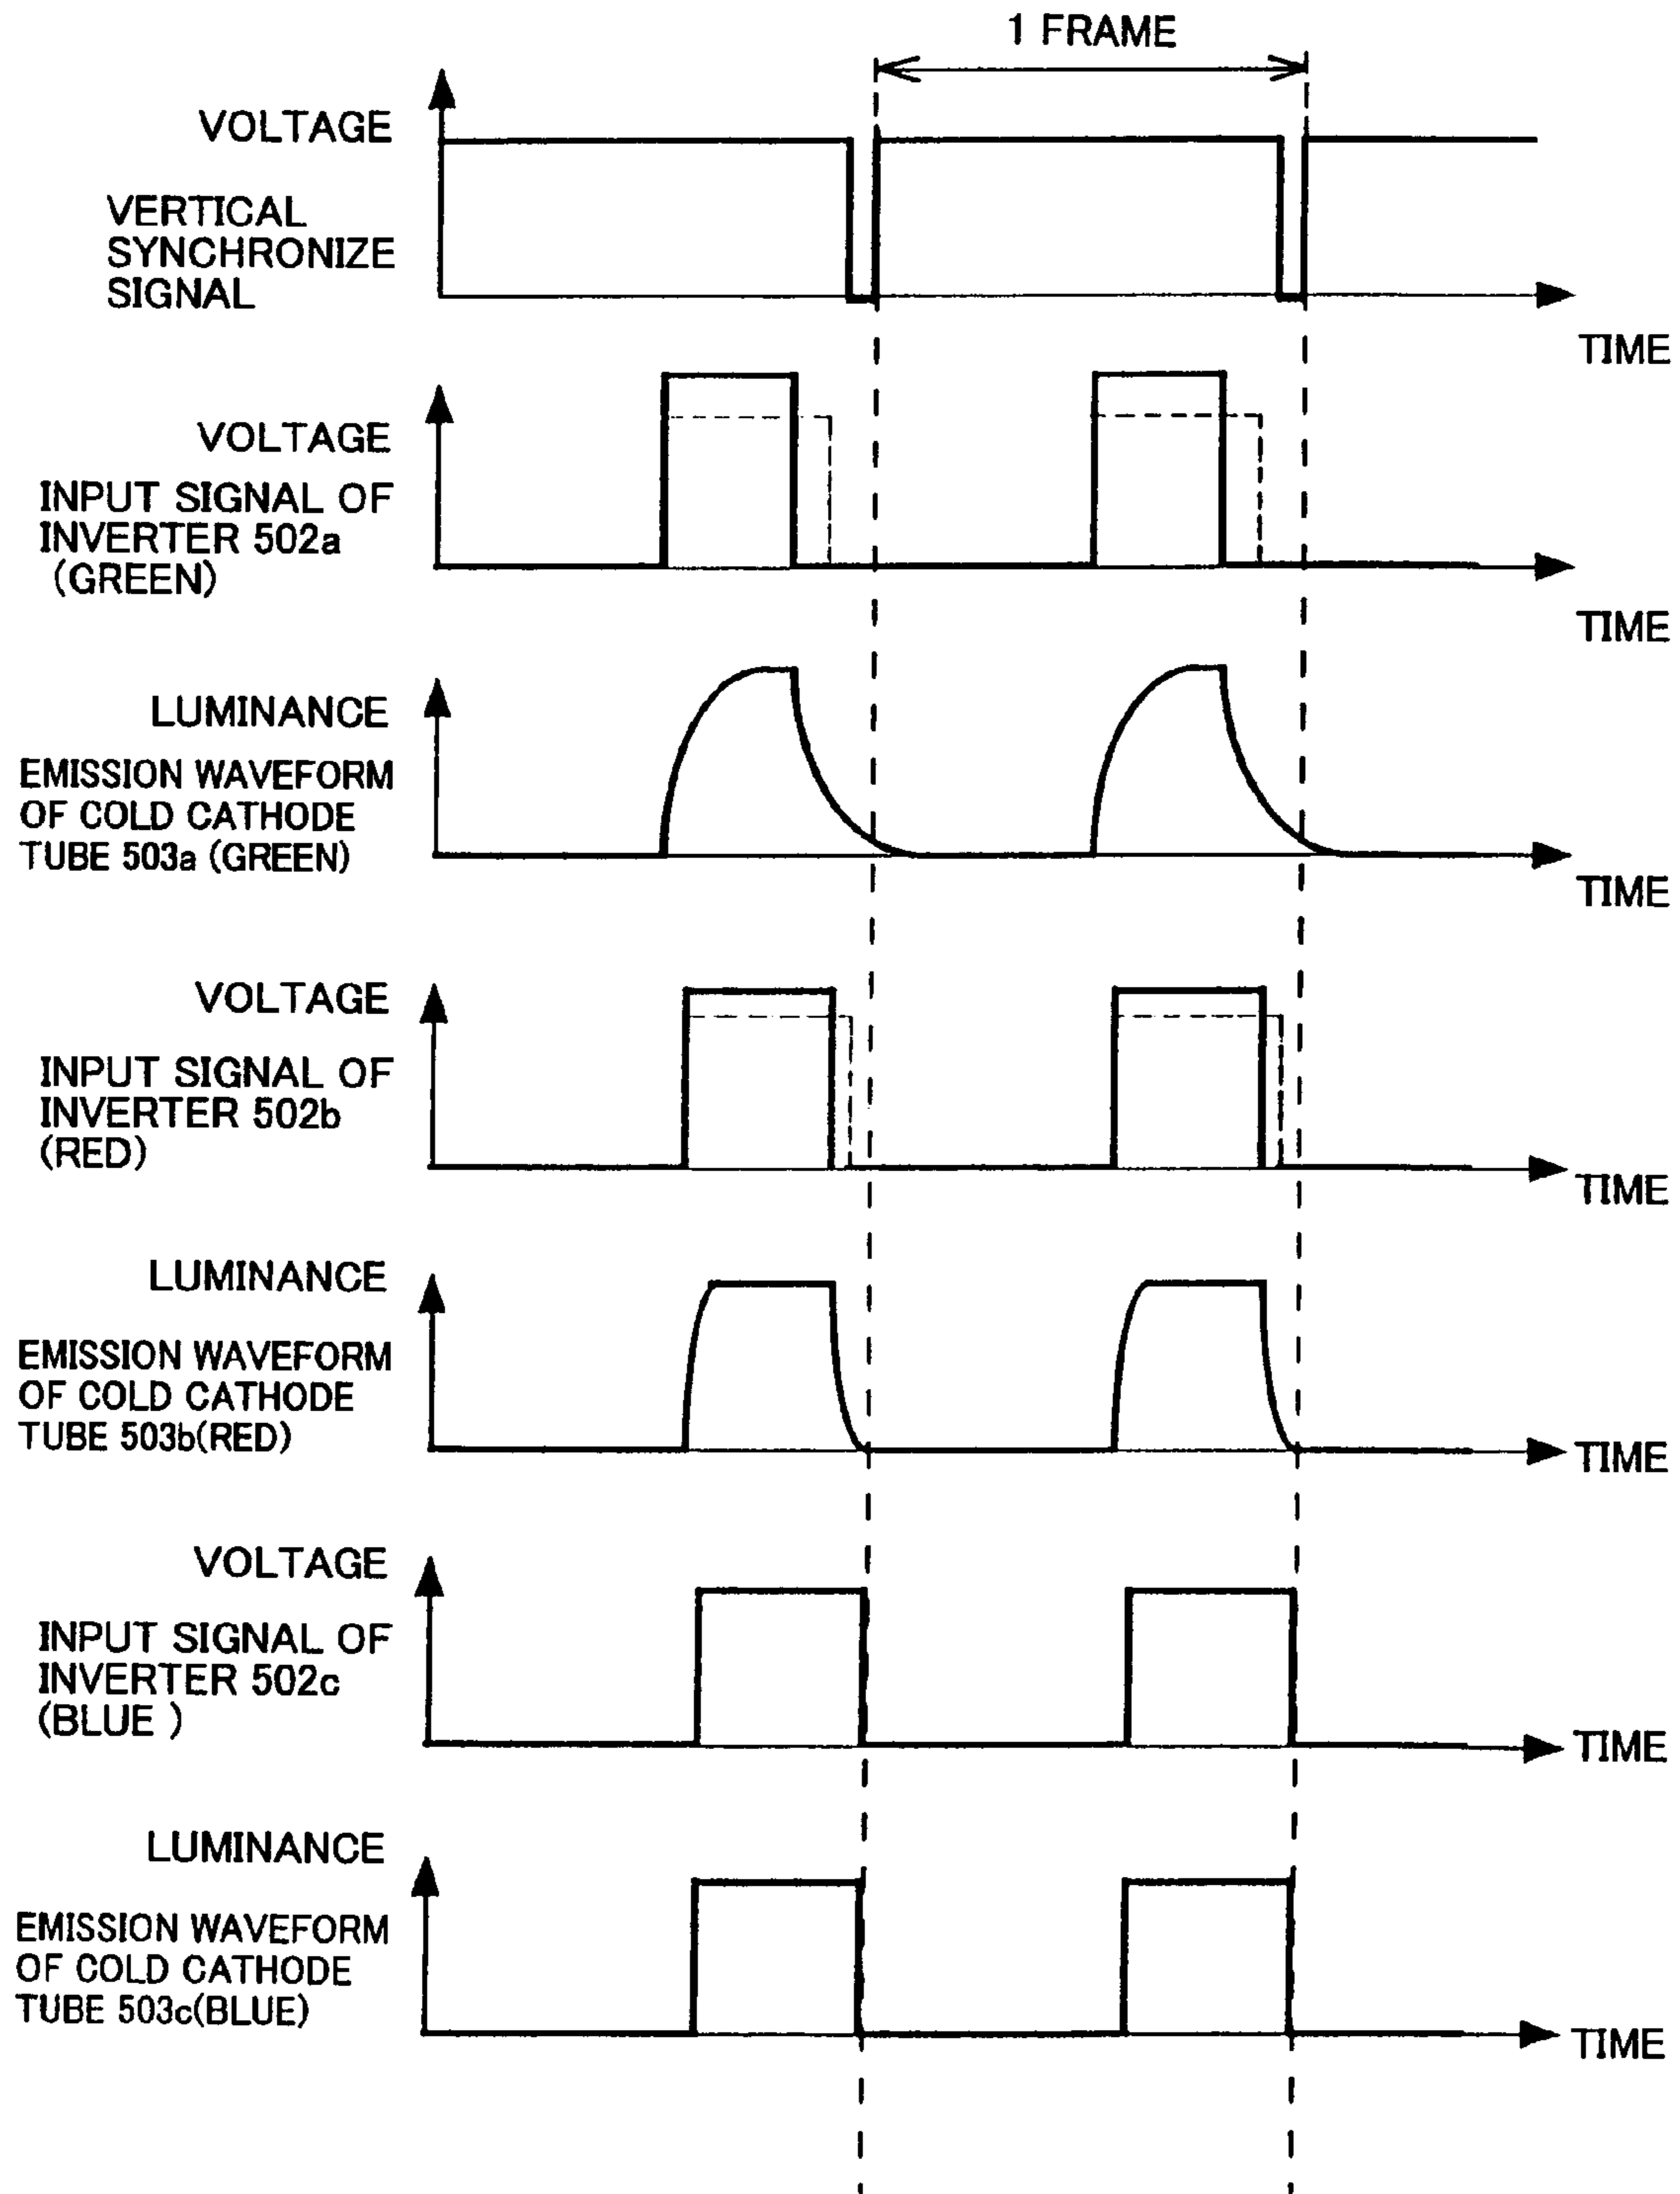 1 FRAME
VOLTAGE
VERTICAL
SYNCHRONIZE
SIGNAL
TIME
VOLTAGE
INPUT SIGNAL OF
INVERTER 502a
(GREEN)
TIME
LUMINANCE
EMISSION WAVEFORM
OF COLD CATHODE
TUBE 503a (GREEN)
TIME
VOLTAGE
INPUT SIGNAL OF
INVERTER 502b
(RED)
TIME
LUMINANCE
EMISSION WAVEFORM
OF COLD CATHODE
TUBE 503b(RED)
TIME
VOLTAGE
INPUT SIGNAL OF
INVERTER 502c
(BLUE )
TIME
LUMINANCE
EMISSION WAVEFORM
OF COLD CATHODE
TUBE 503c(BLUE)
TIME